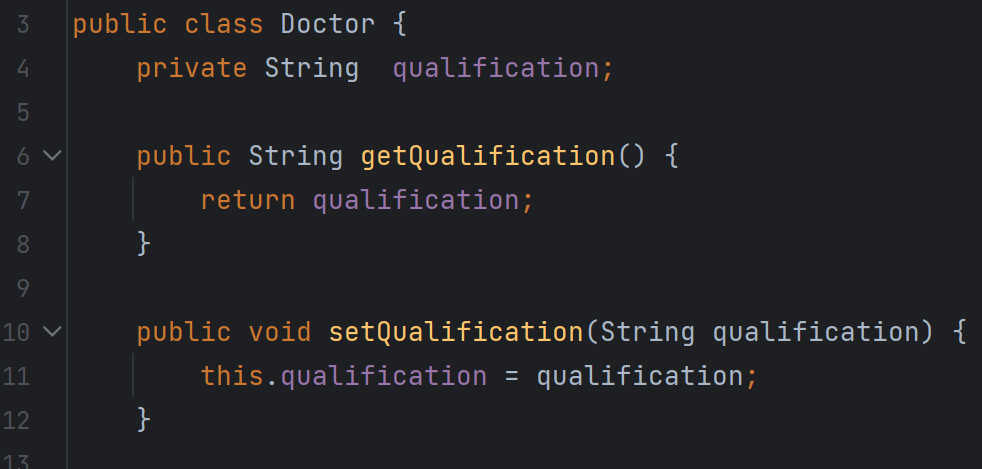 3 public class Doctor {
4     private String  qualification;
5
6     public String getQualification() {
7         return qualification;
8     }
9
10     public void setQualification(String qualification) {
11         this.qualification = qualification;
12     }
13